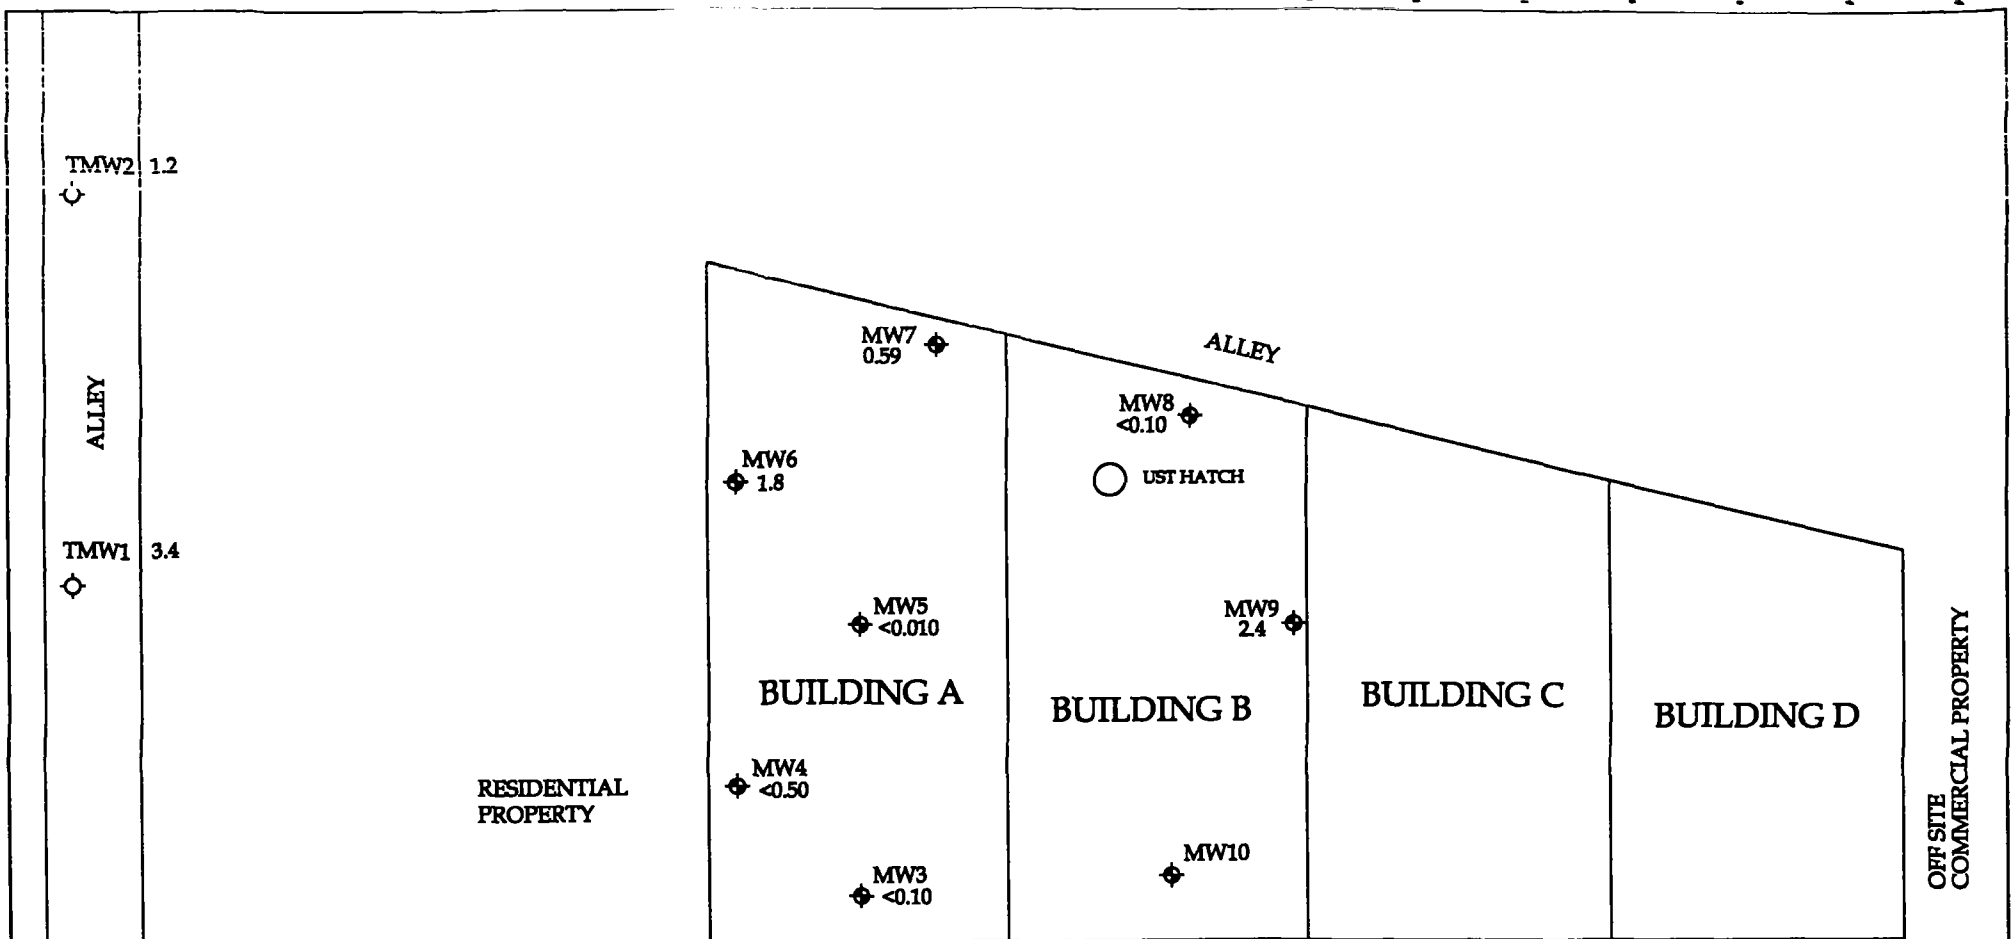 TMW2 1.2
ALLEY
TMW1 3.4
MW7
0.59
ALLEY
MW8
<0.10
MW6
1.8
UST HATCH
MW5
<0.010
MW9
2.4
BUILDING A
BUILDING B
BUILDING C
BUILDING D
MW4
<0.50
RESIDENTIAL
PROPERTY
MW3
<0.10
MW10
OFF SITE
COMMERCIAL PROPERTY